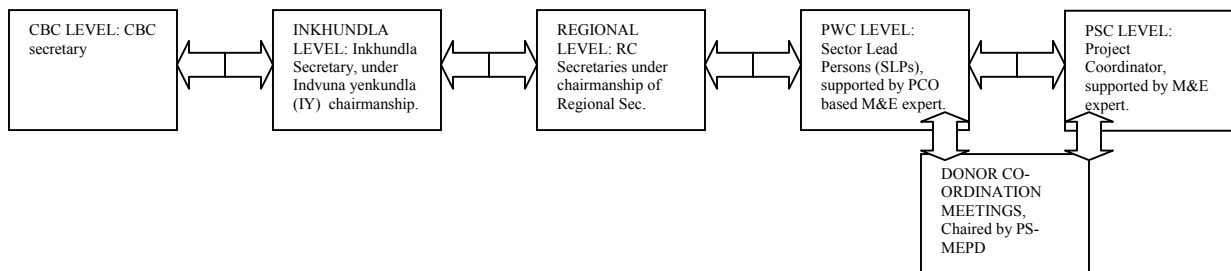 CBC LEVEL: CBC
secretary
INKHUNDLA
LEVEL: Inkhundla
Secretary, under
Indvuna yenkundla
(IY) chairmanship.
REGIONAL
LEVEL: RC
Secretaries under
chairmanship of
Regional Sec.
PWC LEVEL:
Sector Lead
Persons (SLPs),
supported by PCO
based M&E expert.
PSC LEVEL:
Project
Coordinator,
supported by M&E
expert.
DONOR CO-
ORDINATION
MEETINGS,
Chaired by PS-
MEPD